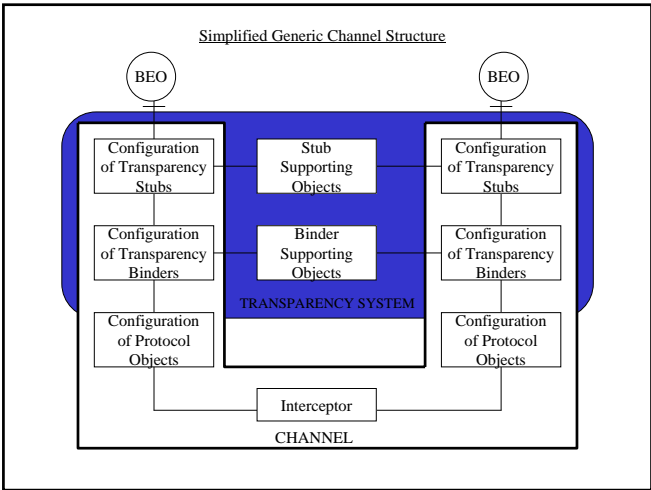 Simplified Generic Channel Structure
BEO
BEO
Configuration
of Transparency
Stubs
Stub
Supporting
Objects
Configuration
of Transparency
Stubs
Configuration
of Transparency
Binders
Binder
Supporting
Objects
Configuration
of Transparency
Binders
TRANSPARENCY SYSTEM
Configuration
of Protocol
Objects
Configuration
of Protocol
Objects
Interceptor
CHANNEL